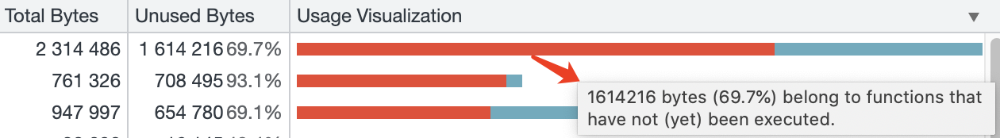 Total Bytes Unused Bytes Usage Visualization ▼
2 314 486 1 614 216 69.7%
761 326 708 495 93.1%
1614216 bytes (69.7%) belong to functions that
947 997 654 780 69.1%
have not (yet) been executed.